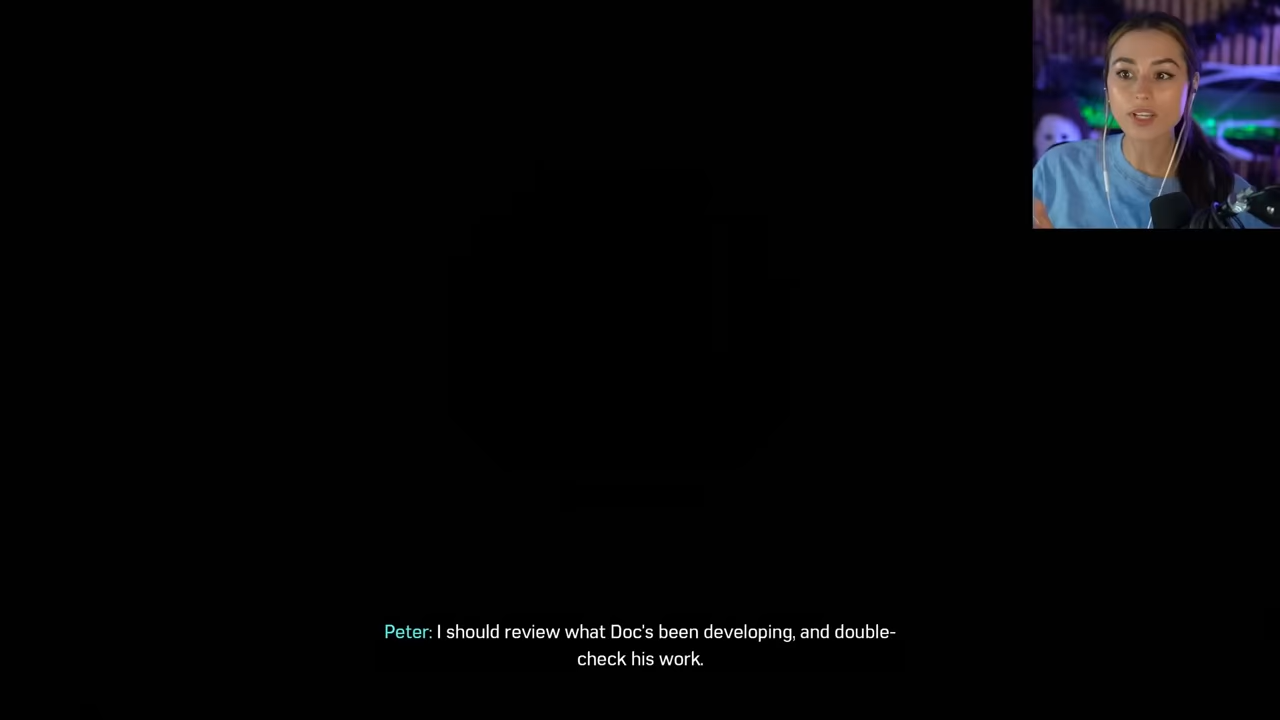 Peter: I should review what Doc's been developing, and double-
check his work.